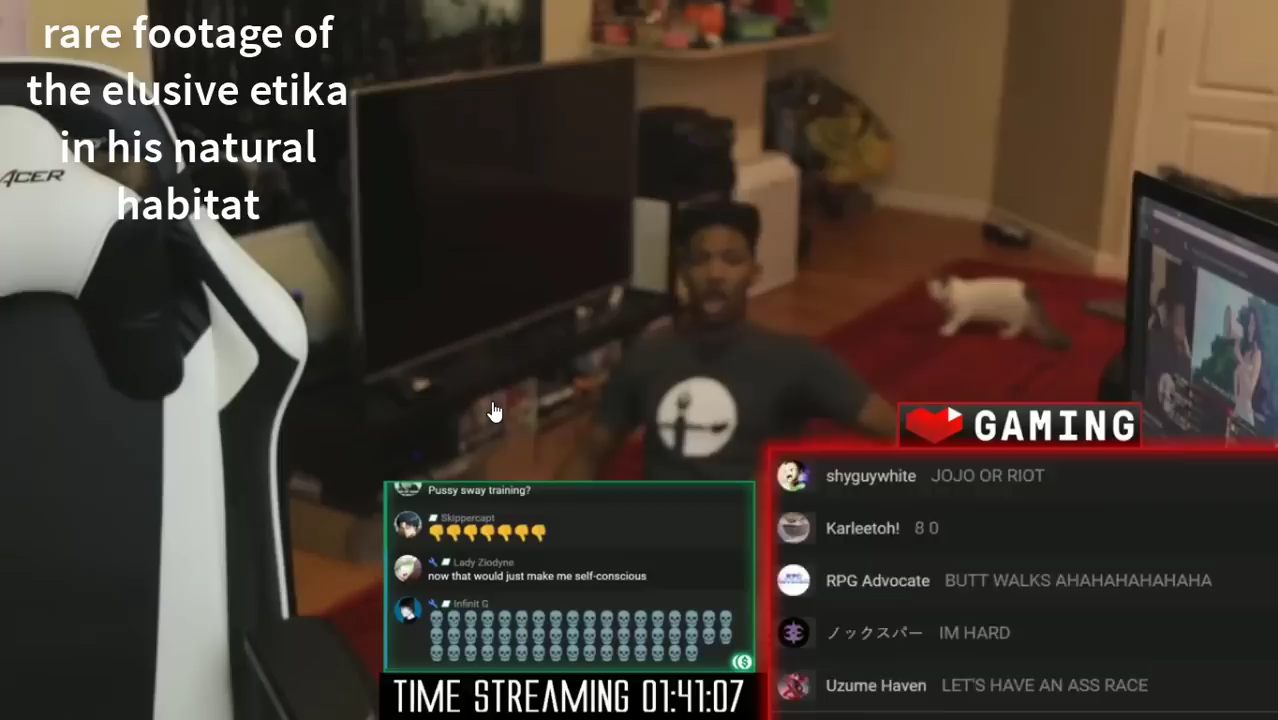 rare footage of
the elusive etika
in his natural
habitat
ACER
GAMING
Pussy sway training?
Skippercapt
👎👎👎👎👎👎👎
Lady Ziodyne
now that would just make me self-conscious
Infinit G
💀💀💀💀💀💀💀💀💀💀💀💀💀💀💀💀💀💀
💀💀💀💀💀💀💀💀💀💀💀💀💀💀💀💀💀💀
💀💀💀💀💀💀💀💀💀💀💀💀💀💀💀💀
TIME STREAMING 01:41:07
shyguywhite JOJO OR RIOT
Karleetoh! 8 0
RPG Advocate BUTT WALKS AHAHAHAHAHAHA
ノックスパー IM HARD
Uzume Haven LET'S HAVE AN ASS RACE